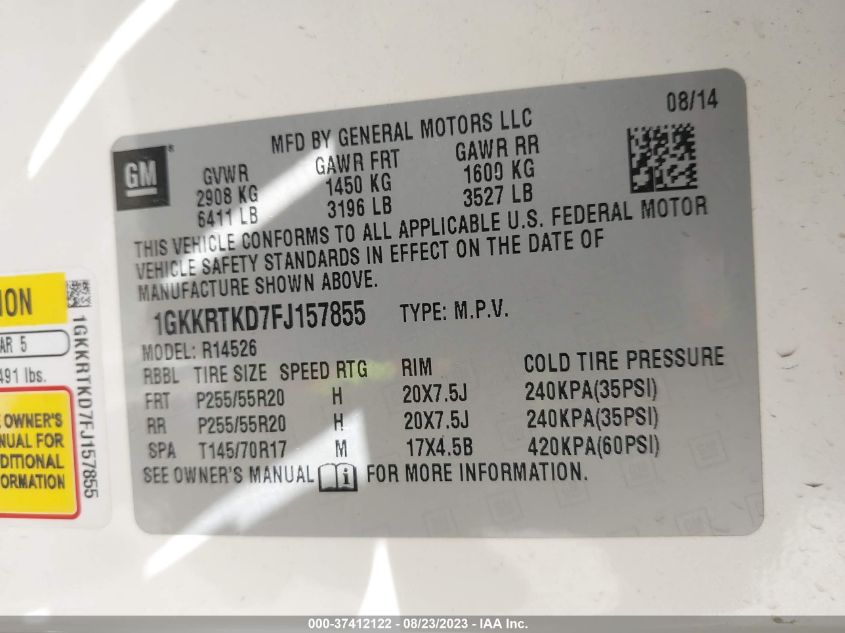 08/14
MFD BY GENERAL MOTORS LLC
GM
GVWR GAWR FRT GAWR RR
2908 KG 1450 KG 1600 KG
6411 LB 3196 LB 3527 LB
THIS VEHICLE CONFORMS TO ALL APPLICABLE U.S. FEDERAL MOTOR
VEHICLE SAFETY STANDARDS IN EFFECT ON THE DATE OF
MANUFACTURE SHOWN ABOVE.
1GKKRTKD7FJ157855 TYPE: M.P.V.
MODEL: R14526
RBBL TIRE SIZE SPEED RTG RIM COLD TIRE PRESSURE
FRT P255/55R20 H 20X7.5J 240KPA(35PSI)
RR P255/55R20 H 20X7.5J 240KPA(35PSI)
SPA T145/70R17 M 17X4.5B 420KPA(60PSI)
SEE OWNER'S MANUAL FOR MORE INFORMATION.
ION
AR 5
491 lbs.
OWNER'S
NUAL FOR
DITIONAL
ORMATION
1GKKRTKD7FJ157855
000-37412122 - 08/23/2023 - IAA Inc.